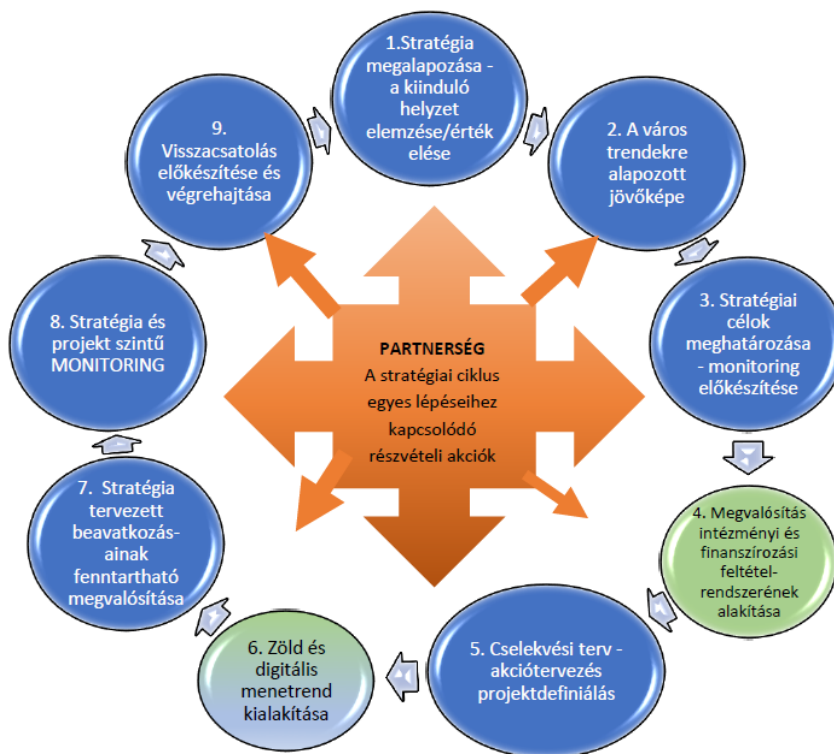 1.Stratégia
megalapozása -
a kiinduló
helyzet
elemzése/érték
elése
2. A város
trendekre
alapozott
jövőképe
3. Stratégiai
célok
meghatározása
- monitoring
előkészítése
4. Megvalósítás
intézményi és
finanszírozási
feltétel-
rendszerének
alakítása
5. Cselekvési terv -
akciótervezés
projektdefiniálás
6. Zöld és
digitális
menetrend
kialakítása
7. Stratégia
tervezett
beavatkozás-
ainak
fenntartható
megvalósítása
8. Stratégia és
projekt szintű
MONITORING
9.
Visszacsatolás
előkészítése és
végrehajtása
PARTNERSÉG
A stratégiai ciklus
egyes lépéseihez
kapcsolódó
részvételi akciók